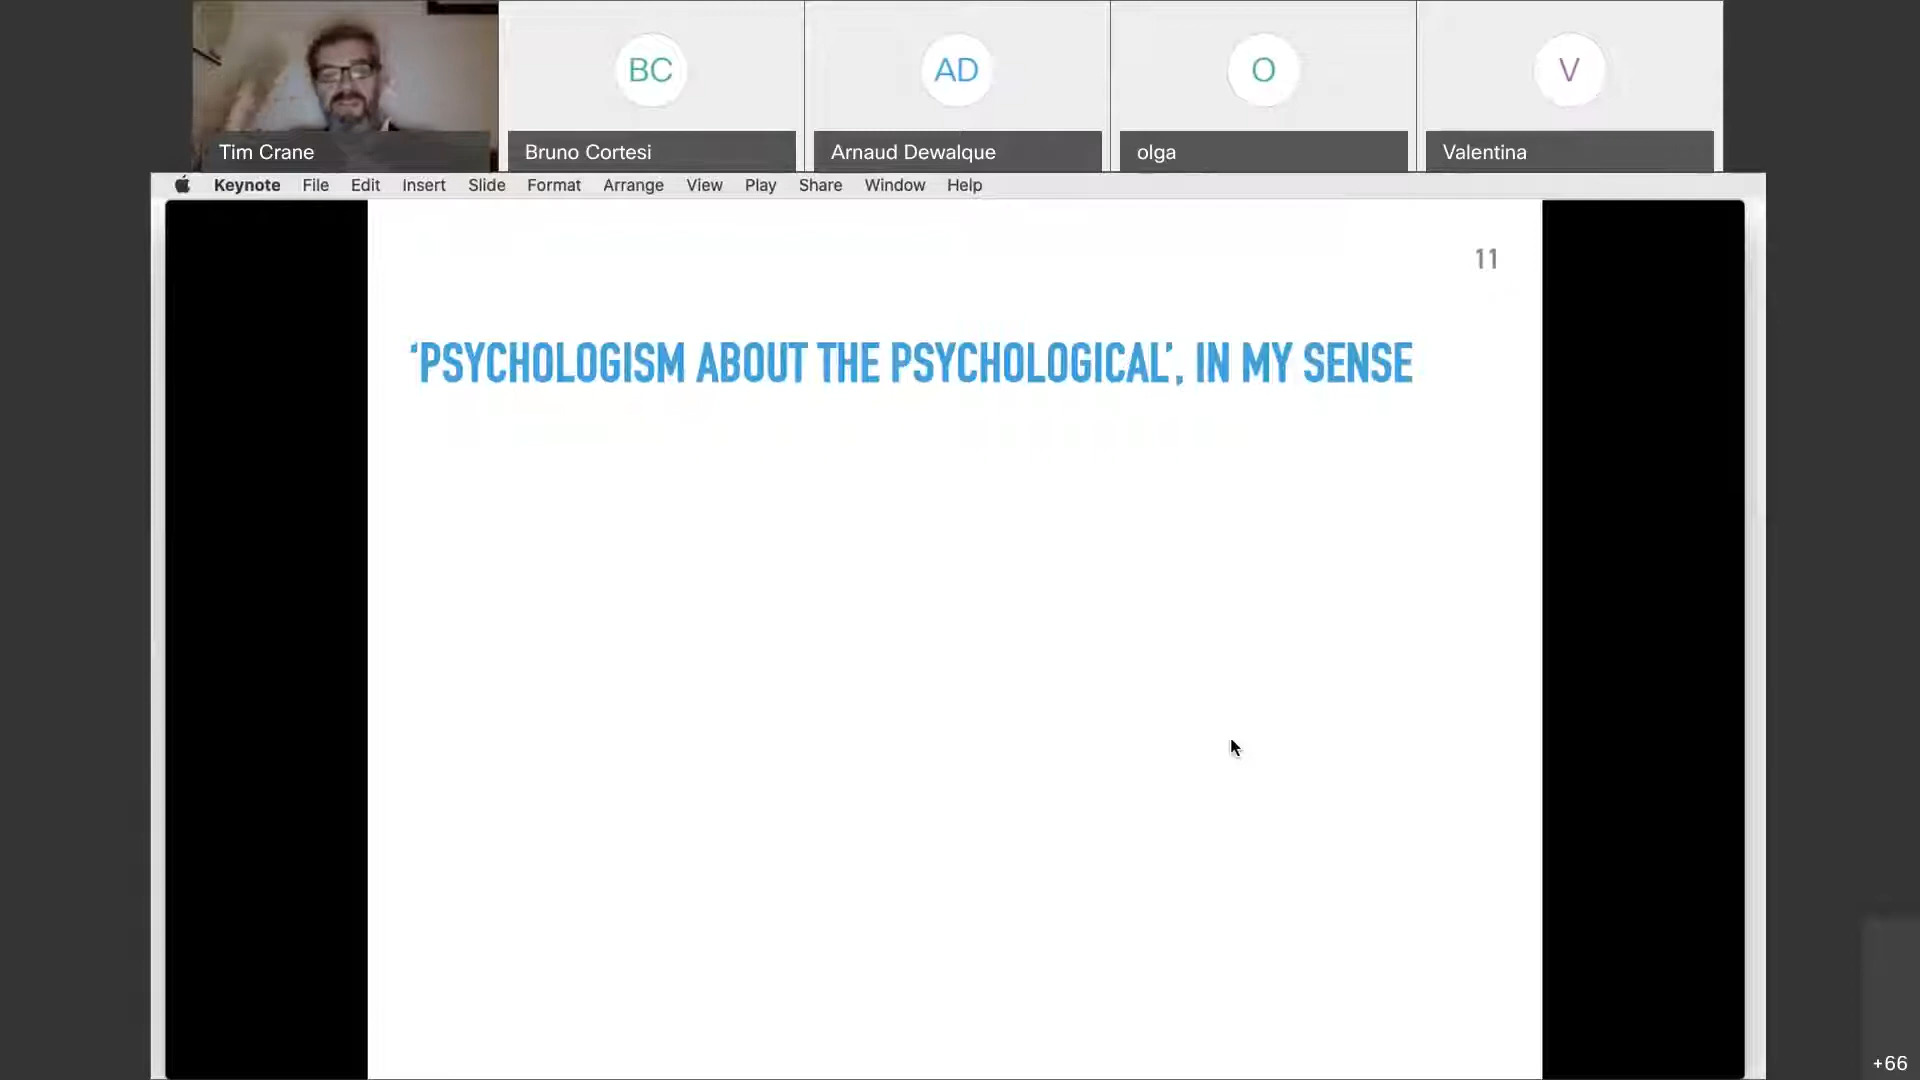 BC
AD
O
V
Tim Crane
Bruno Cortesi
Arnaud Dewalque
olga
Valentina
Keynote File Edit Insert Slide Format Arrange View Play Share Window Help
11
‘PSYCHOLOGISM ABOUT THE PSYCHOLOGICAL’, IN MY SENSE
+66